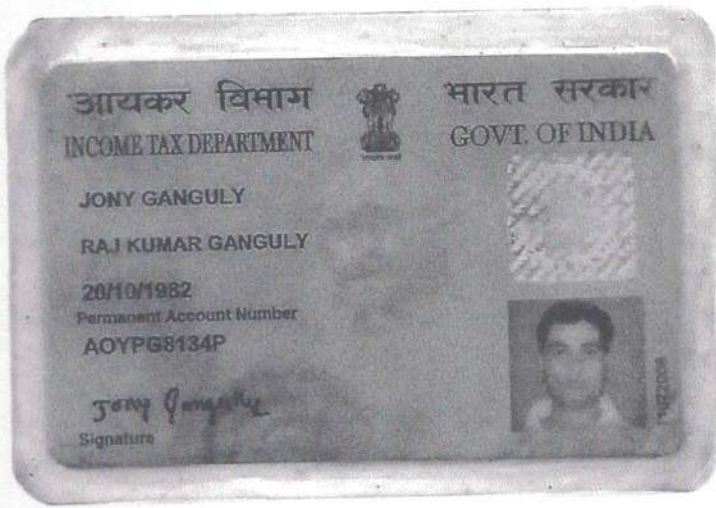 आयकर विभाग
INCOME TAX DEPARTMENT
भारत सरकार
GOVT. OF INDIA
JONY GANGULY
RAJ KUMAR GANGULY
20/10/1982
Permanent Account Number
AOYPG8134P
Jony Ganguly
Signature